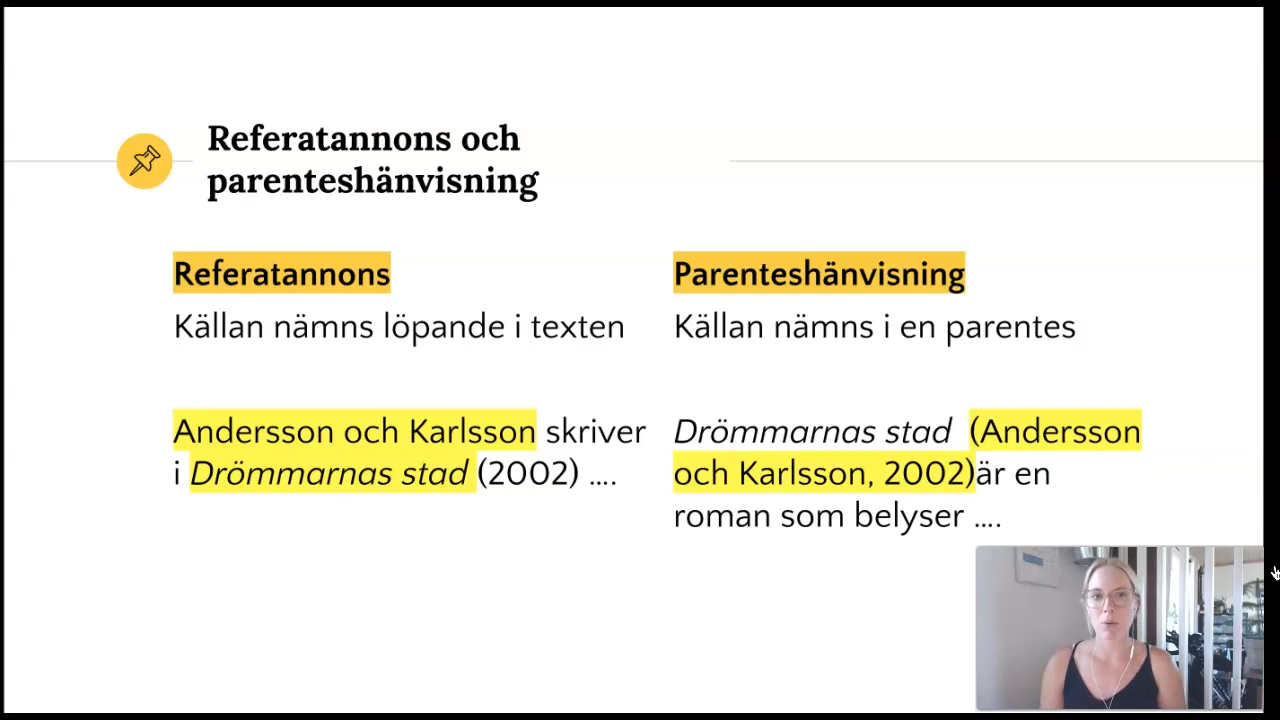 Referatannons och
parenteshänvisning
Referatannons
Källan nämns löpande i texten
Andersson och Karlsson skriver
i Drömmarnas stad (2002) ....
Parenteshänvisning
Källan nämns i en parentes
Drömmarnas stad (Andersson
och Karlsson, 2002)är en
roman som belyser ....